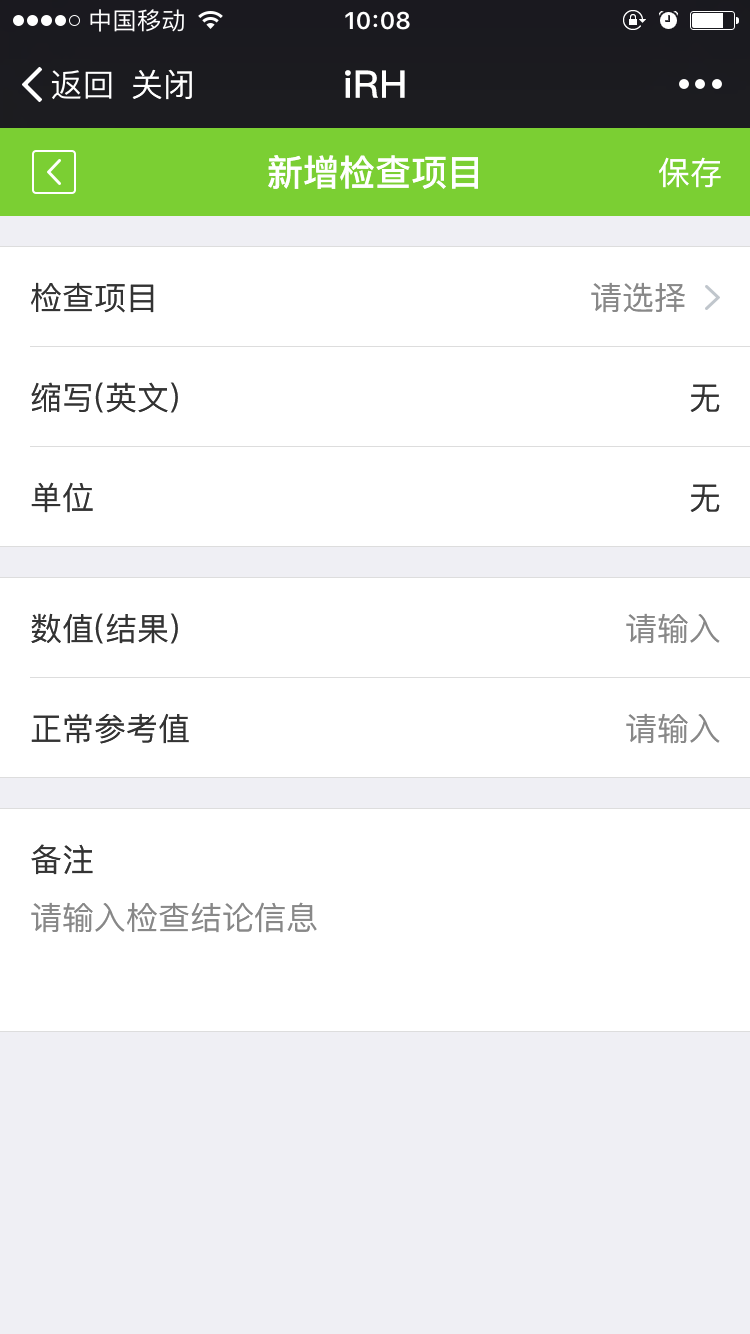 中国移动 10:08
返回 关闭 iRH
新增检查项目 保存
检查项目 请选择
缩写(英文) 无
单位 无
数值(结果) 请输入
正常参考值 请输入
备注
请输入检查结论信息